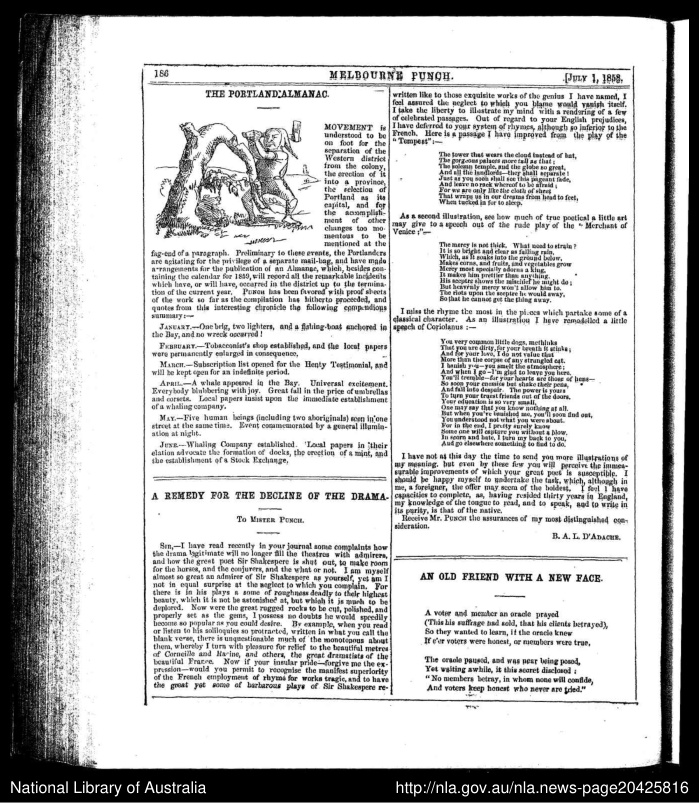 186
MELBOURNE PUNCH.
[JULY 1, 1858.
THE PORTLAND ALMANAC.
MOVEMENT is
understood to be
on foot for the
separation of the
Western district
from the colony,
the erection of it
into a province,
the selection of
Portland as its
capital, and for
the accomplish-
ment of other
changes too mo-
mentous to be
mentioned at the
fag-end of a paragraph. Preliminary to these events, the Portlanders
are agitating for the privilege of a separate mail-bag, and have made
arrangements for the publication of an Almanac, which, besides con-
taining the calendar for 1859, will record all the remarkable incidents
which have, or will have, occurred in the district up to the termina-
tion of the current year. PUNCH has been favored with proof sheets
of the work so far as the compilation has hitherto proceeded, and
quotes from this interesting chronicle the following compendious
summary:—
JANUARY.—One brig, two lighters, and a fishing-boat anchored in
the Bay, and no wreck occurred!
FEBRUARY.—Tobacconist's shop established, and the local papers
were permanently enlarged in consequence,
MARCH.—Subscription list opened for the Henty Testimonial, and
will be kept open for an indefinite period.
APRIL.—A whale appeared in the Bay. Universal excitement.
Everybody blubbering with joy. Great fall in the price of umbrellas
and corsets. Local papers insist upon the immediate establishment
of a whaling company.
MAY.—Five human beings (including two aboriginals) seen in one
street at the same time. Event commemorated by a general illumin-
ation at night.
JUNE.—Whaling Company established. Local papers in their
elation advocate the formation of docks, the erection of a mint, and
the establishment of a Stock Exchange,
A REMEDY FOR THE DECLINE OF THE DRAMA.
TO MISTER PUNCH.
SIR,—I have read recently in your journal some complaints how
the drama legitimate will no longer fill the theatres with admirers,
and how the great poet Sir Shakespere is shut out, to make room
for the horses, and the conjurers, and the what or not. I am myself
almost so great an admirer of Sir Shakespere as yourself, yet am I
not in equal surprise at the neglect to which you complain. For
there is in his plays a some of roughness deadly to their highest
beauty, which it is not be astonished at, but which it is much to be
deplored. Now were the great rugged rocks to be cut, polished, and
properly set as the gems, I possess no doubts he would speedily
become so popular as you could desire. By example, when you read
or listen to his soliloquies so protracted, written in what you call the
blank verse, there is unquestionable much of the monotonous about
them, whereby I turn with pleasure for relief to the beautiful metres
of Corneille and Racine, and others, the great dramatists of the
beautiful France. Now if your insular pride—forgive me the ex-
pression—would you permit to recognise the manifest superiority
of the French employment of rhyme for works tragic, and to have
the great yet some of barbarous plays of Sir Shakespere re-
written like to those exquisite works of the genius I have named, I
feel assured the neglect to which you blame would vanish itself.
I take the liberty to illustrate my mind with a rendering of a few
of celebrated passages. Out of regard to your English prejudices,
I have deferred to your system of rhymes, although so inferior to the
French. Here is a passage I have improved from the play of the
"Tempest":—
The tower that wears the cloud instead of hat,
The gorgeous palaces more tall as that;
The solemn temple, and the globe so great,
And all the landlords—they shall separate!
Just as you soon shall see this pageant fade,
And leave no rack whereof to be afraid;
For we are only like the cloth of sheet
That wraps us in our dreams from head to feet,
When tucked in for to sleep.
As a second illustration, see how much of true poetical a little art
may give to a speech out of the rude play of the "Merchant of
Venice:"—
The mercy is not thick. What need to strain?
It is so bright and clear as falling rain,
Which, as it soaks into the ground below,
Makes corns, and fruits, and vegetables grow
Mercy most specially adorns a king,
It makes him prettier than anything:
His sceptre shows the mischief he might do;
But heavenly mercy won't allow him to.
The riots upon the sceptre he would away,
So that he cannot get the thing away.
I miss the rhyme the most in the pieces which partake some of a
classical character. As an illustration I have remodelled a little
speech of Coriolanus:—
You very common little dogs, methinks
That you are dirty, for your breath it stinks;
And for your love, I do not value that
More than the corpse of any strangled cat.
I banish you—you smelt the atmosphere;
And when I go—I'm glad to leave you here.
You'll tremble—for your hearts are those of hens—
So soon your enemies but shake their pens,
And fall into despair. The power is yours
To turn your truest friends out of the doors,
Your education is so very small,
One may say that you know nothing at all.
But when you've banished me, you'll soon find out,
You understood not what you were about.
For in the end, I pretty surely know
Some one will capture you without a blow.
In scorn and hate, I turn my back to you,
And go elsewhere something to find to do.
I have not at this day the time to send you more illustrations of
my meaning, but even by these few you will perceive the immea-
surable improvements of which your great poet is susceptible. I
should be happy myself to undertake the task, which, although in
me, a foreigner, the offer may seem of the boldest, I feel I have
capacities to complete, as, having resided thirty years in England,
my knowledge of the tongue to read, and to speak, and to write in
its purity, is that of the native.
Receive Mr. PUNCH the assurances of my most distinguished con-
sideration.
B. A. L. D'ADACHE.
AN OLD FRIEND WITH A NEW FACE.
A voter and member an oracle prayed
(This his suffrage had sold, that his clients betrayed),
So they wanted to learn, if the oracle knew
If e'er voters were honest, or members were true.
The oracle paused, and was near being posed,
Yet waiting awhile, it this secret disclosed:
"No members betray, in whom none will confide,
And voters keep honest who never are tried."
National Library of Australia
http://nla.gov.au/nla.news-page20425816